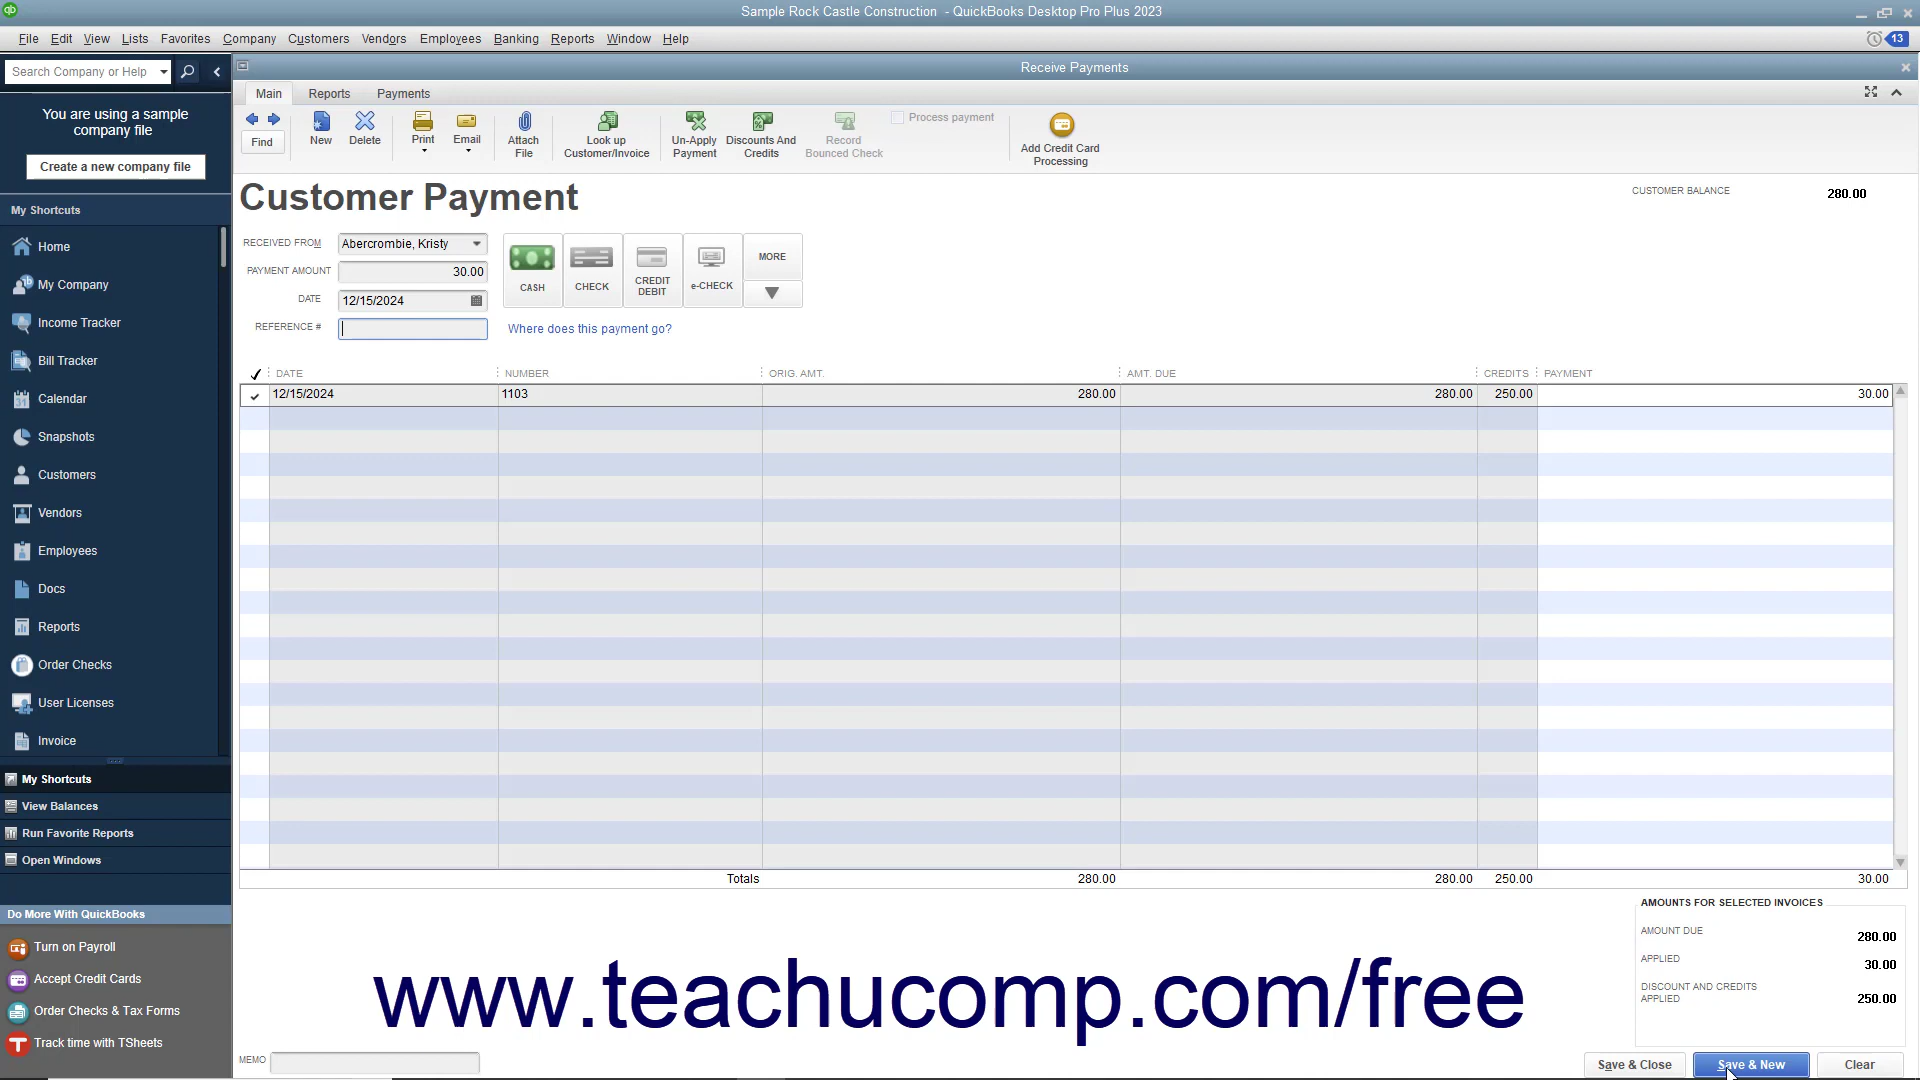 Sample Rock Castle Construction - QuickBooks Desktop Pro Plus 2023
File Edit View Lists Favorites Company Customers Vendors Employees Banking Reports Window Help
13
Search Company or Help
Receive Payments
You are using a sample
company file
Create a new company file
My Shortcuts
Home
My Company
Income Tracker
Bill Tracker
Calendar
Snapshots
Customers
Vendors
Employees
Docs
Reports
Order Checks
User Licenses
Invoice
My Shortcuts
View Balances
Run Favorite Reports
Open Windows
Do More With QuickBooks
Turn on Payroll
Accept Credit Cards
Order Checks & Tax Forms
Track time with TSheets
Main Reports Payments
Find
New
Delete
Print
Email
Attach
File
Look up
Customer/Invoice
Un-Apply
Payment
Discounts And
Credits
Record
Bounced Check
Process payment
Add Credit Card
Processing
Customer Payment
CUSTOMER BALANCE 280.00
RECEIVED FROM Abercrombie, Kristy
PAYMENT AMOUNT 30.00
DATE 12/15/2024
REFERENCE #
CASH
CHECK
CREDIT
DEBIT
e-CHECK
MORE
Where does this payment go?
DATE NUMBER ORIG. AMT. AMT. DUE CREDITS PAYMENT
12/15/2024 1103 280.00 280.00 250.00 30.00
Totals 280.00 280.00 250.00 30.00
AMOUNTS FOR SELECTED INVOICES
AMOUNT DUE 280.00
APPLIED 30.00
DISCOUNT AND CREDITS
APPLIED 250.00
www.teachucomp.com/free
MEMO
Save & Close Save & New Clear